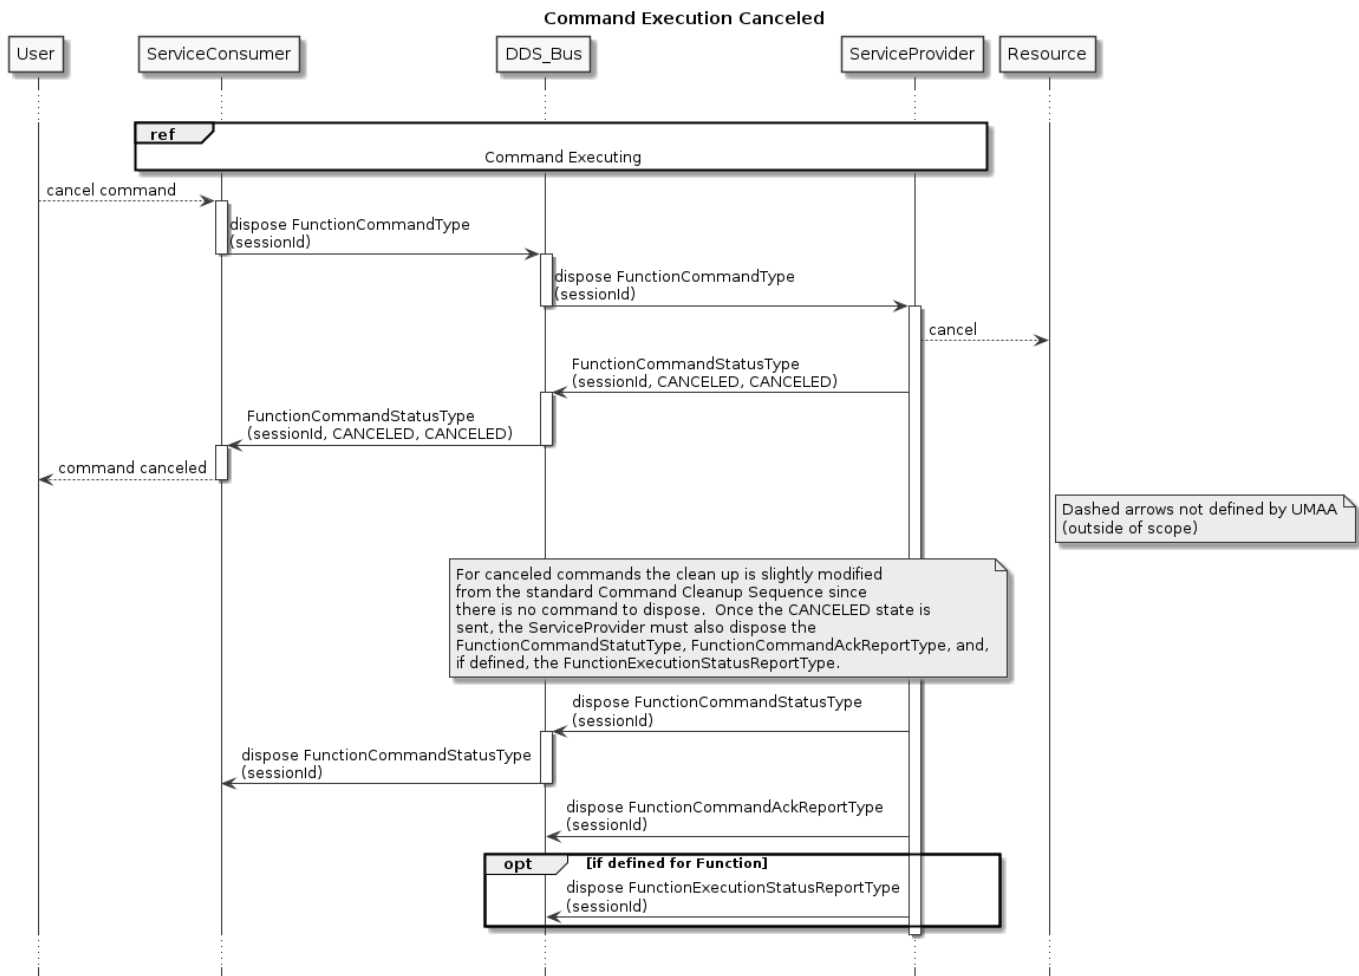 Command Execution Canceled
User
ServiceConsumer
DDS_Bus
ServiceProvider
Resource
ref
Command Executing
cancel command
dispose FunctionCommandType
(sessionId)
dispose FunctionCommandType
(sessionId)
cancel
FunctionCommandStatusType
(sessionId, CANCELED, CANCELED)
FunctionCommandStatusType
(sessionId, CANCELED, CANCELED)
command canceled
Dashed arrows not defined by UMAA
(outside of scope)
For canceled commands the clean up is slightly modified
from the standard Command Cleanup Sequence since
there is no command to dispose.  Once the CANCELED state is
sent, the ServiceProvider must also dispose the
FunctionCommandStatutType, FunctionCommandAckReportType, and,
if defined, the FunctionExecutionStatusReportType.
dispose FunctionCommandStatusType
(sessionId)
dispose FunctionCommandStatusType
(sessionId)
dispose FunctionCommandAckReportType
(sessionId)
opt
[if defined for Function]
dispose FunctionExecutionStatusReportType
(sessionId)